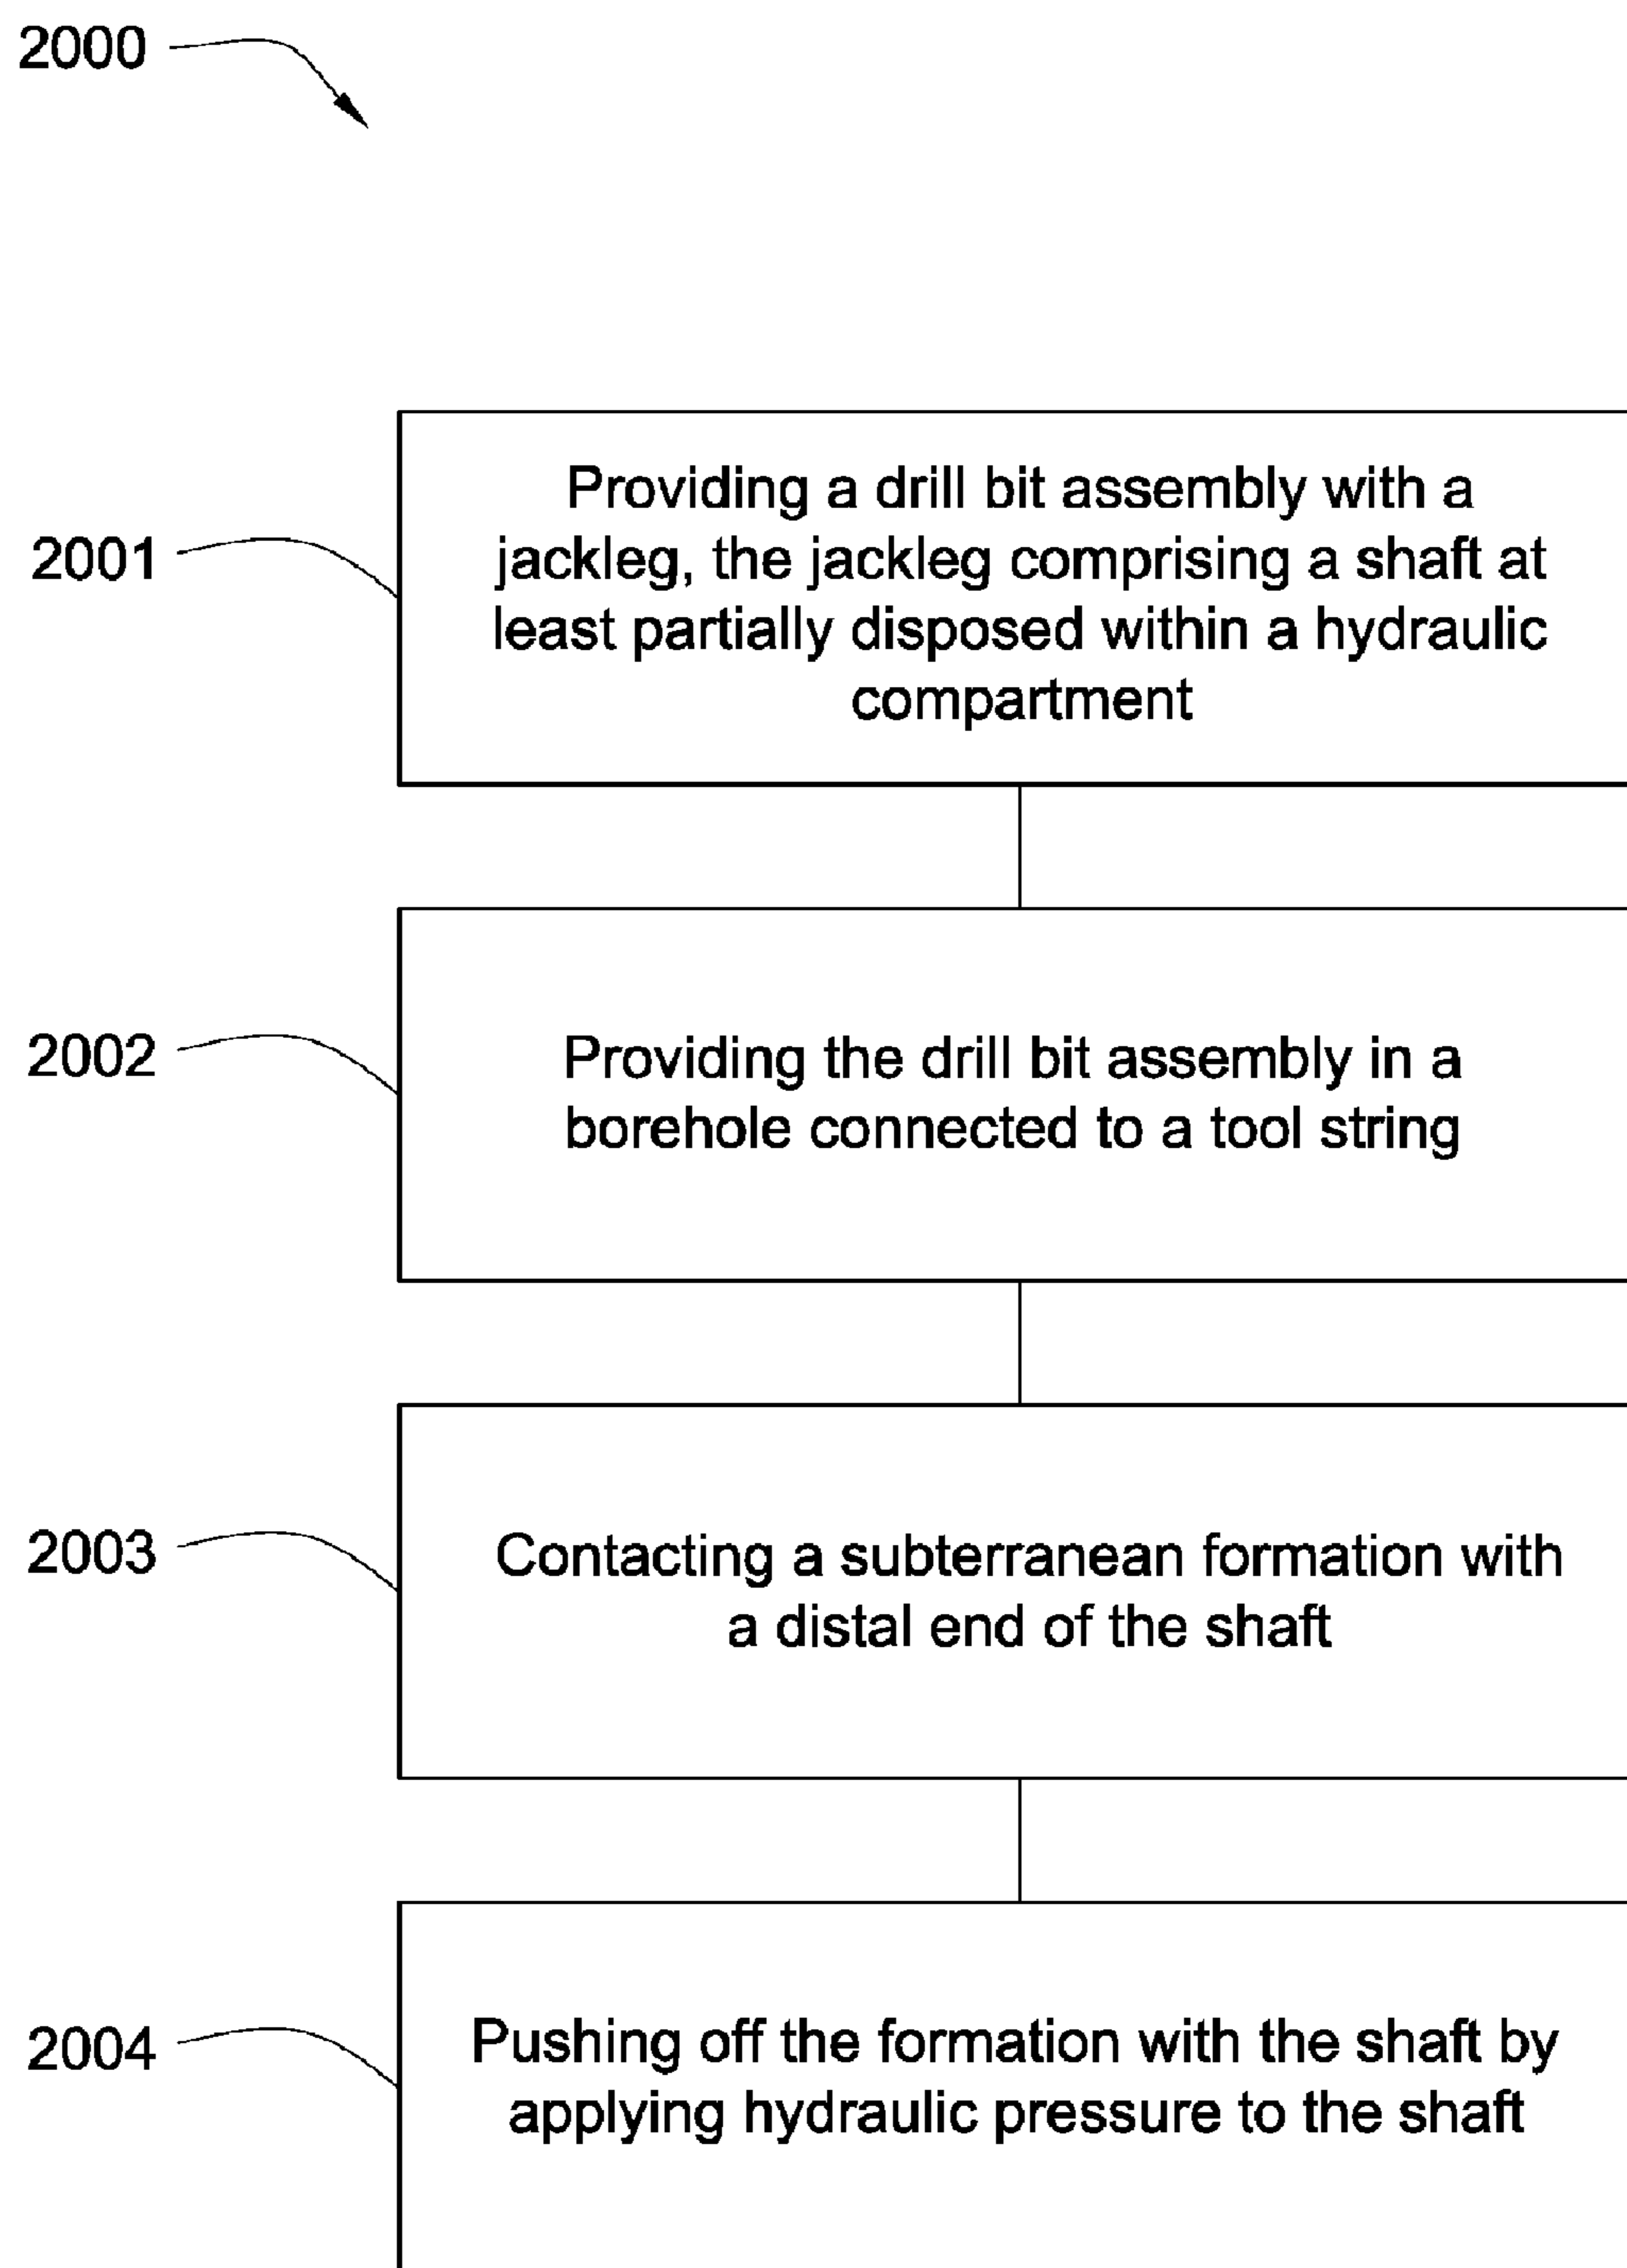 2000
2001
Providing a drill bit assembly with a
jackleg, the jackleg comprising a shaft at
least partially disposed within a hydraulic
compartment
2002
Providing the drill bit assembly in a
borehole connected to a tool string
2003
Contacting a subterranean formation with
a distal end of the shaft
2004
Pushing off the formation with the shaft by
applying hydraulic pressure to the shaft